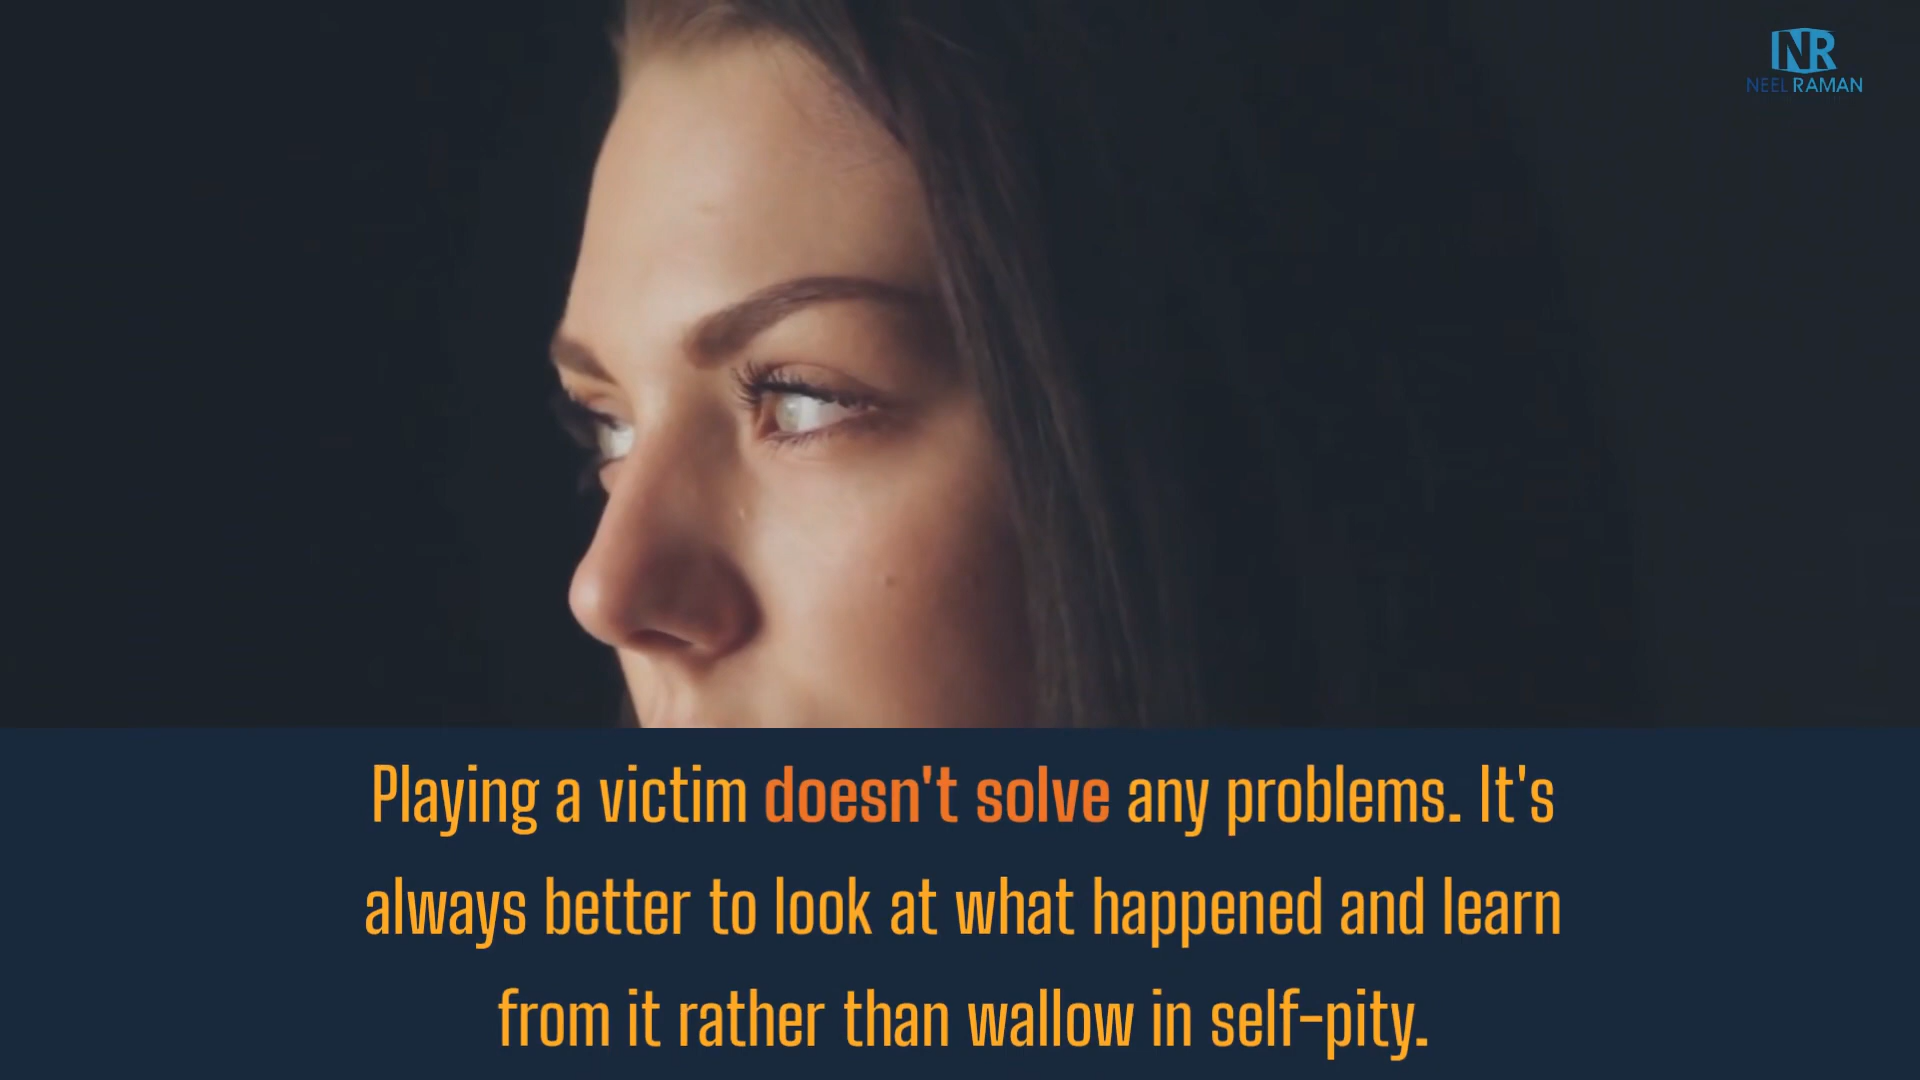 NR
NEEL RAMAN
Playing a victim doesn't solve any problems. It's
always better to look at what happened and learn
from it rather than wallow in self-pity.